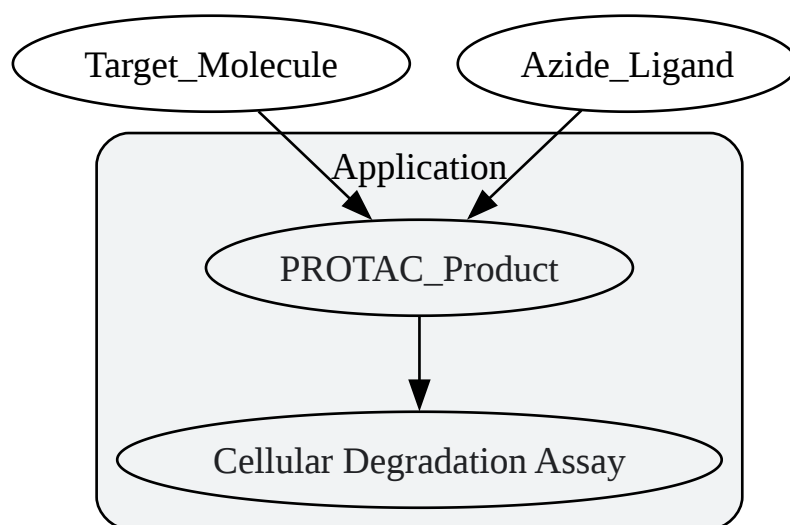 Target_Molecule
Azide_Ligand
Application
PROTAC_Product
Cellular Degradation Assay